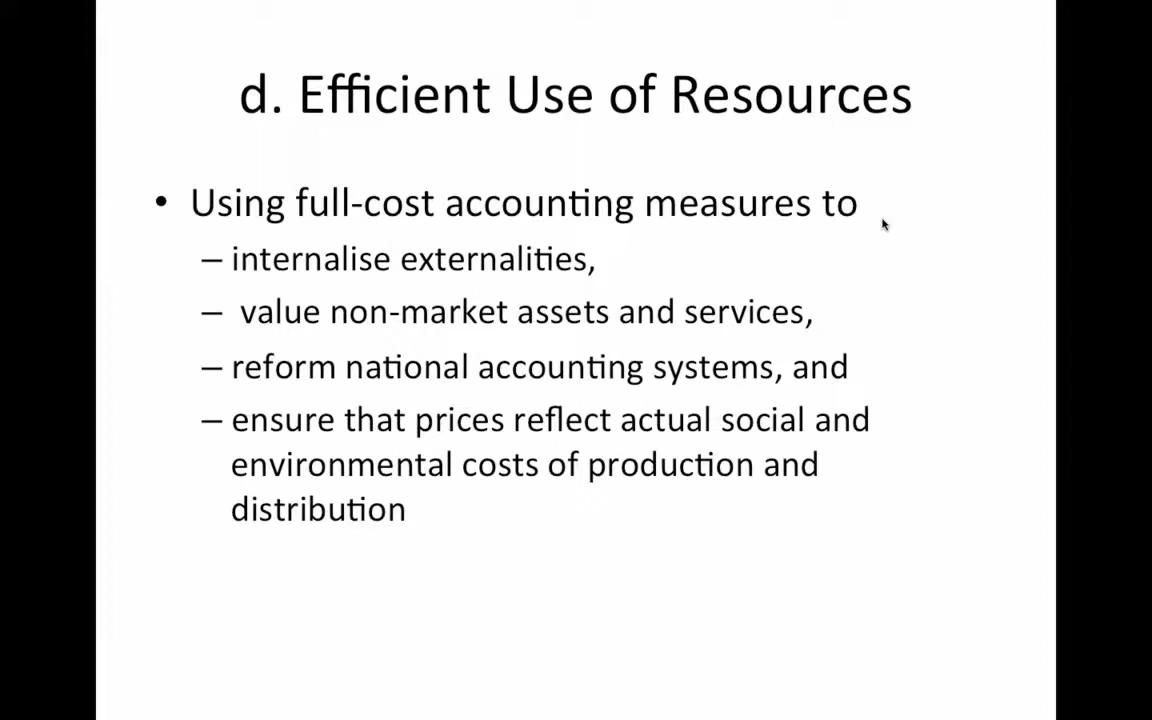 d. Efficient Use of Resources
• Using full-cost accounting measures to
– internalise externalities,
– value non-market assets and services,
– reform national accounting systems, and
– ensure that prices reflect actual social and
environmental costs of production and
distribution